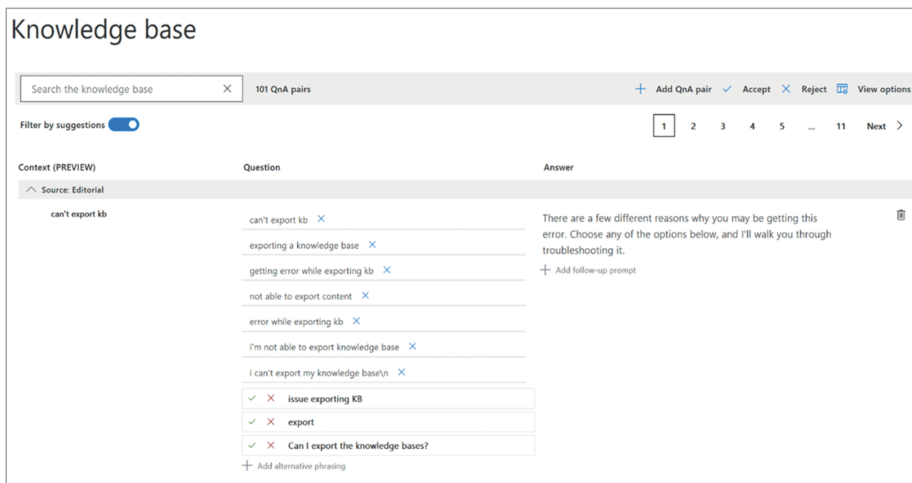 Knowledge base
Search the knowledge base
101 QnA pairs
Add QnA pair
Accept
Reject
View options
Filter by suggestions
1 2 3 4 5 ... 11 Next
Context (PREVIEW)
Question
Answer
Source: Editorial
can't export kb
can't export kb
exporting a knowledge base
getting error while exporting kb
not able to export content
error while exporting kb
i'm not able to export knowledge base
i can't export my knowledge base\n
issue exporting KB
export
Can I export the knowledge bases?
Add alternative phrasing
There are a few different reasons why you may be getting this
error. Choose any of the options below, and I'll walk you through
troubleshooting it.
Add follow-up prompt